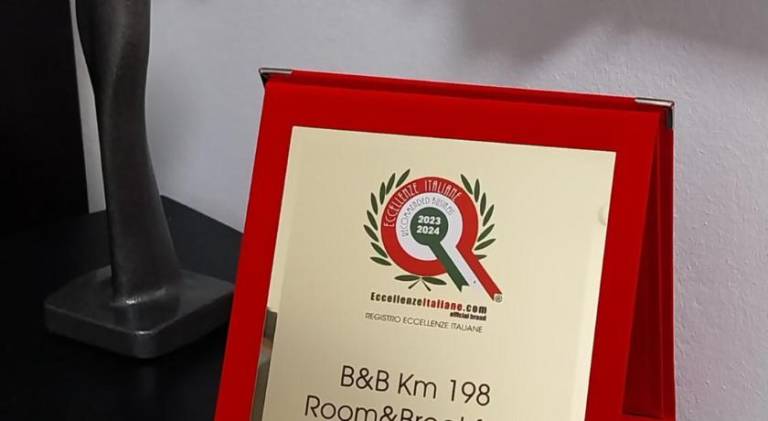 ECCELLENZE ITALIANE
RECOMMENDED BUSINESS
2023
2024
EccellenzeItaliane.com
official brand
REGISTRO ECCELLENZE ITALIANE
B&B Km 198